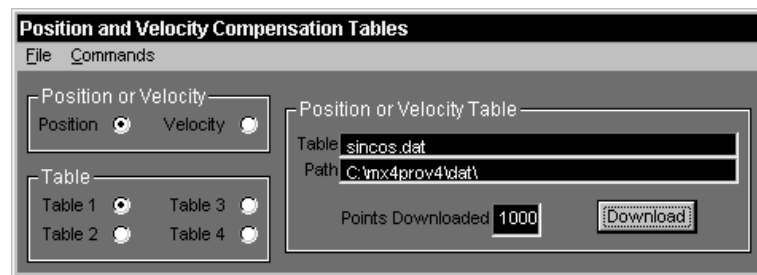 Position and Velocity Compensation Tables
File Commands
Position or Velocity
Position Velocity
Table
Table 1 Table 3
Table 2 Table 4
Position or Velocity Table
Table sincos.dat
Path C:\mx4prov4\dat\
Points Downloaded 1000 Download